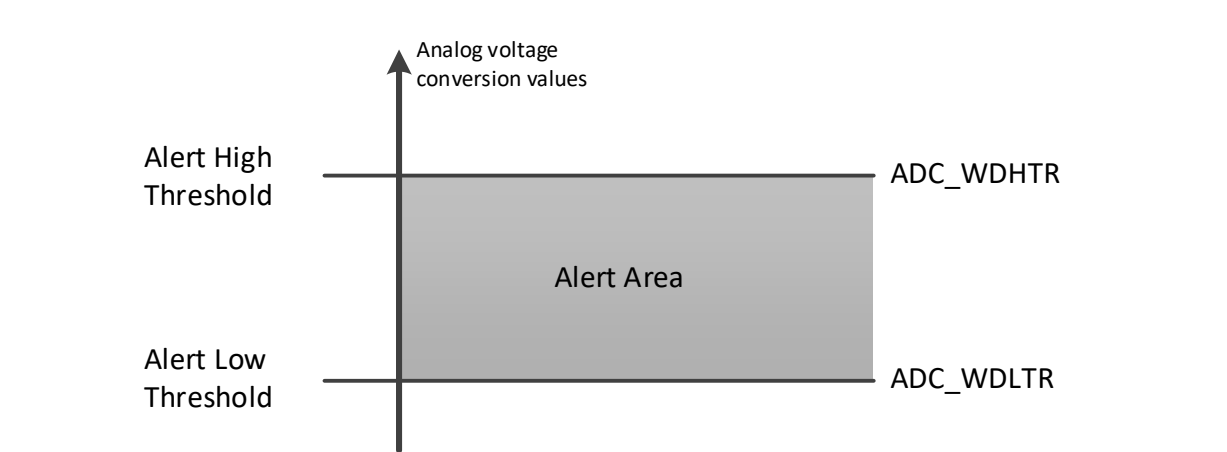 Analog voltage
conversion values
Alert High
Threshold
ADC_WDHTR
Alert Area
Alert Low
Threshold
ADC_WDLTR